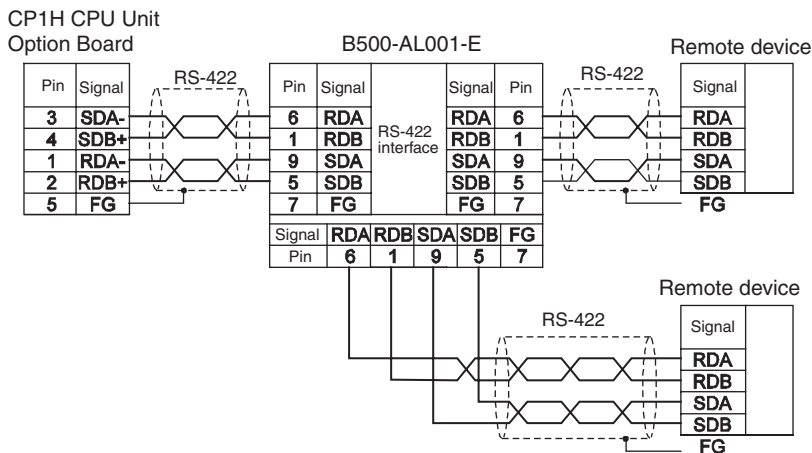 CP1H CPU Unit
Option Board
B500-AL001-E
Remote device
Pin Signal
RS-422
Pin Signal
Signal Pin
RS-422
Signal
3 SDA-
6 RDA
RDA 6
RDA
4 SDB+
1 RDB
RDB 1
RDB
1 RDA-
9 SDA
SDA 9
SDA
2 RDB+
5 SDB
SDB 5
SDB
5 FG
7 FG
FG 7
FG
RS-422
interface
Signal RDA RDB SDA SDB FG
Pin 6 1 9 5 7
Remote device
RS-422
Signal
RDA
RDB
SDA
SDB
FG